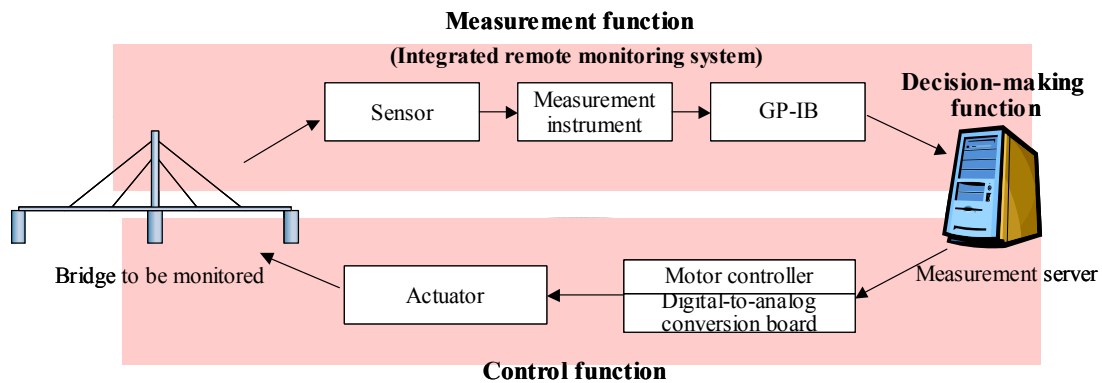 Measurement function
(Integrated remote monitoring system)
Sensor
Measurement
instrument
GP-IB
Decision-making
function
Bridge to be monitored
Actuator
Motor controller
Digital-to-analog
conversion board
Measurement server
Control function